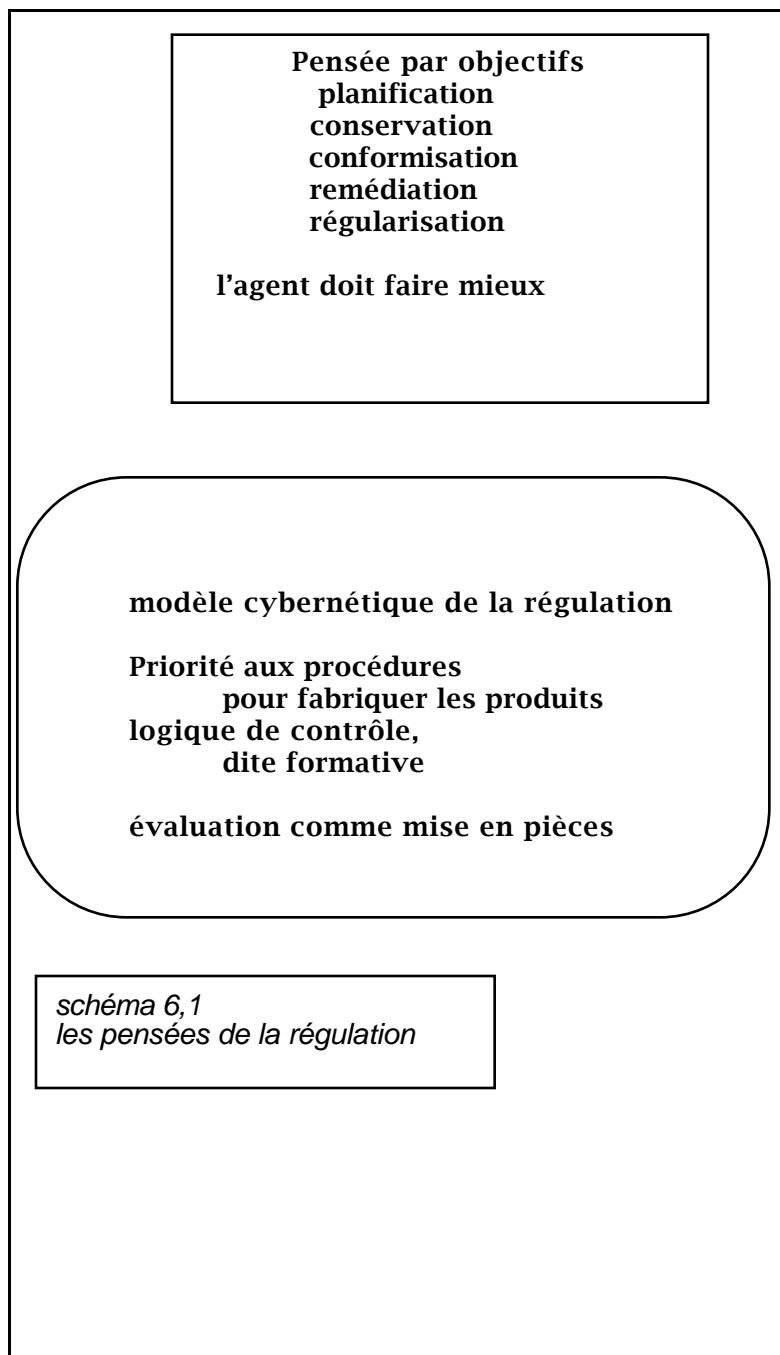 Pensée par objectifs
planification
conservation
conformisation
remédiation
régularisation
l’agent doit faire mieux
modèle cybernétique de la régulation
Priorité aux procédures
pour fabriquer les produits
logique de contrôle,
dite formative
évaluation comme mise en pièces
schéma 6,1
les pensées de la régulation